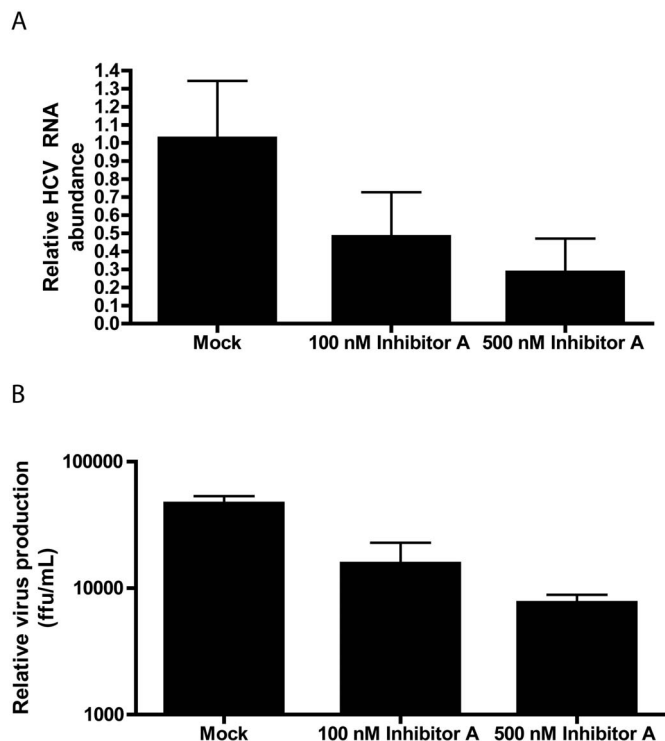 A
Relative HCV RNA
abundance
1.4
1.3
1.2
1.1
1.0
0.9
0.8
0.7
0.6
0.5
0.4
0.3
0.2
0.1
0.0
Mock 100 nM Inhibitor A 500 nM Inhibitor A
B
Relative virus production
(ffu/mL)
100000
10000
1000
Mock 100 nM Inhibitor A 500 nM Inhibitor A